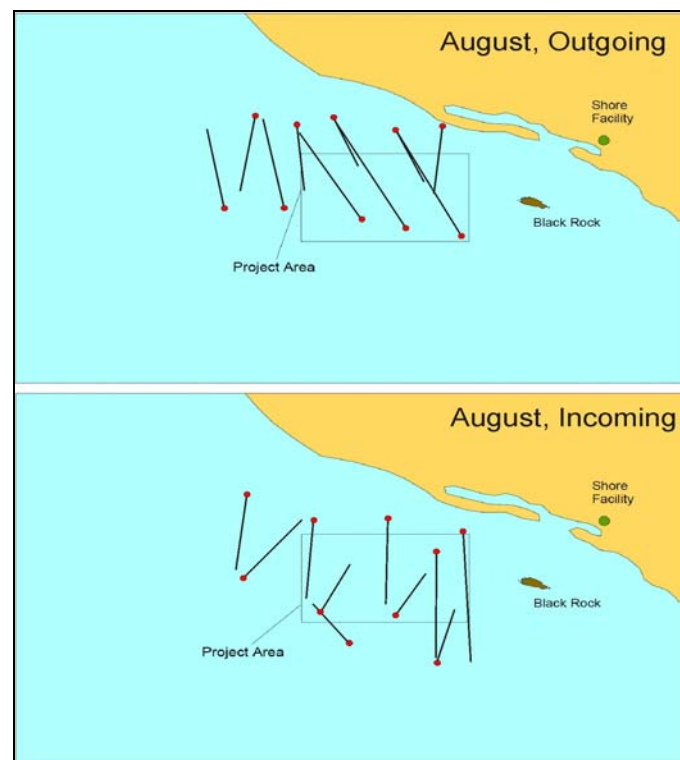 August, Outgoing
Shore
Facility
Black Rock
Project Area
August, Incoming
Shore
Facility
Black Rock
Project Area